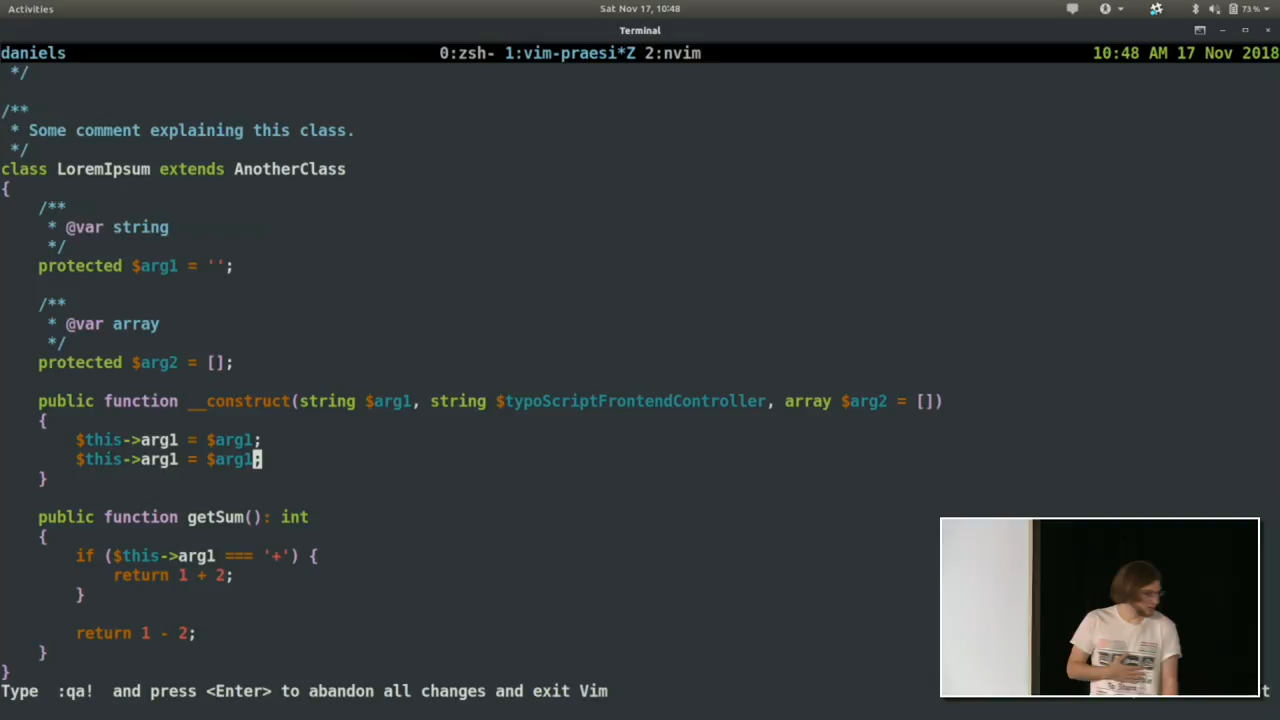 Activities
Sat Nov 17, 10:48
73 %
Terminal
daniels 0:zsh- 1:vim-praesi*Z 2:nvim 10:48 AM 17 Nov 2018
 */

/**
 * Some comment explaining this class.
 */
class LoremIpsum extends AnotherClass
{
    /**
     * @var string
     */
    protected $arg1 = '';

    /**
     * @var array
     */
    protected $arg2 = [];

    public function __construct(string $arg1, string $typoScriptFrontendController, array $arg2 = [])
    {
        $this->arg1 = $arg1;
        $this->arg1 = $arg1;
    }

    public function getSum(): int
    {
        if ($this->arg1 === '+') {
            return 1 + 2;
        }

        return 1 - 2;
    }
}
Type  :qa!  and press <Enter> to abandon all changes and exit Vim